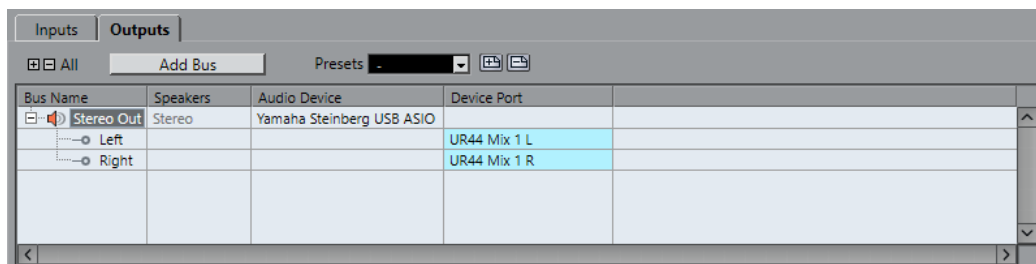 Inputs Outputs
All Add Bus Presets -
Bus Name Speakers Audio Device Device Port
Stereo Out Stereo Yamaha Steinberg USB ASIO
Left UR44 Mix 1 L
Right UR44 Mix 1 R